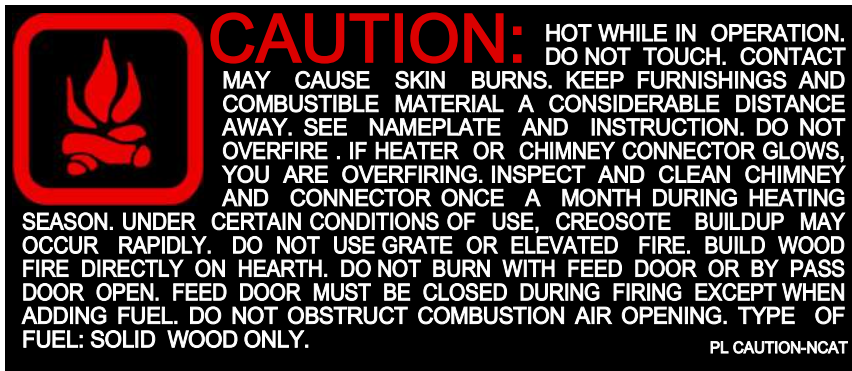 CAUTION: HOT WHILE IN OPERATION.
DO NOT TOUCH. CONTACT
MAY CAUSE SKIN BURNS. KEEP FURNISHINGS AND
COMBUSTIBLE MATERIAL A CONSIDERABLE DISTANCE
AWAY. SEE NAMEPLATE AND INSTRUCTION. DO NOT
OVERFIRE . IF HEATER OR CHIMNEY CONNECTOR GLOWS,
YOU ARE OVERFIRING. INSPECT AND CLEAN CHIMNEY
AND CONNECTOR ONCE A MONTH DURING HEATING
SEASON. UNDER CERTAIN CONDITIONS OF USE, CREOSOTE BUILDUP MAY
OCCUR RAPIDLY. DO NOT USE GRATE OR ELEVATED FIRE. BUILD WOOD
FIRE DIRECTLY ON HEARTH. DO NOT BURN WITH FEED DOOR OR BY PASS
DOOR OPEN. FEED DOOR MUST BE CLOSED DURING FIRING EXCEPT WHEN
ADDING FUEL. DO NOT OBSTRUCT COMBUSTION AIR OPENING. TYPE OF
FUEL: SOLID WOOD ONLY.
PL CAUTION-NCAT